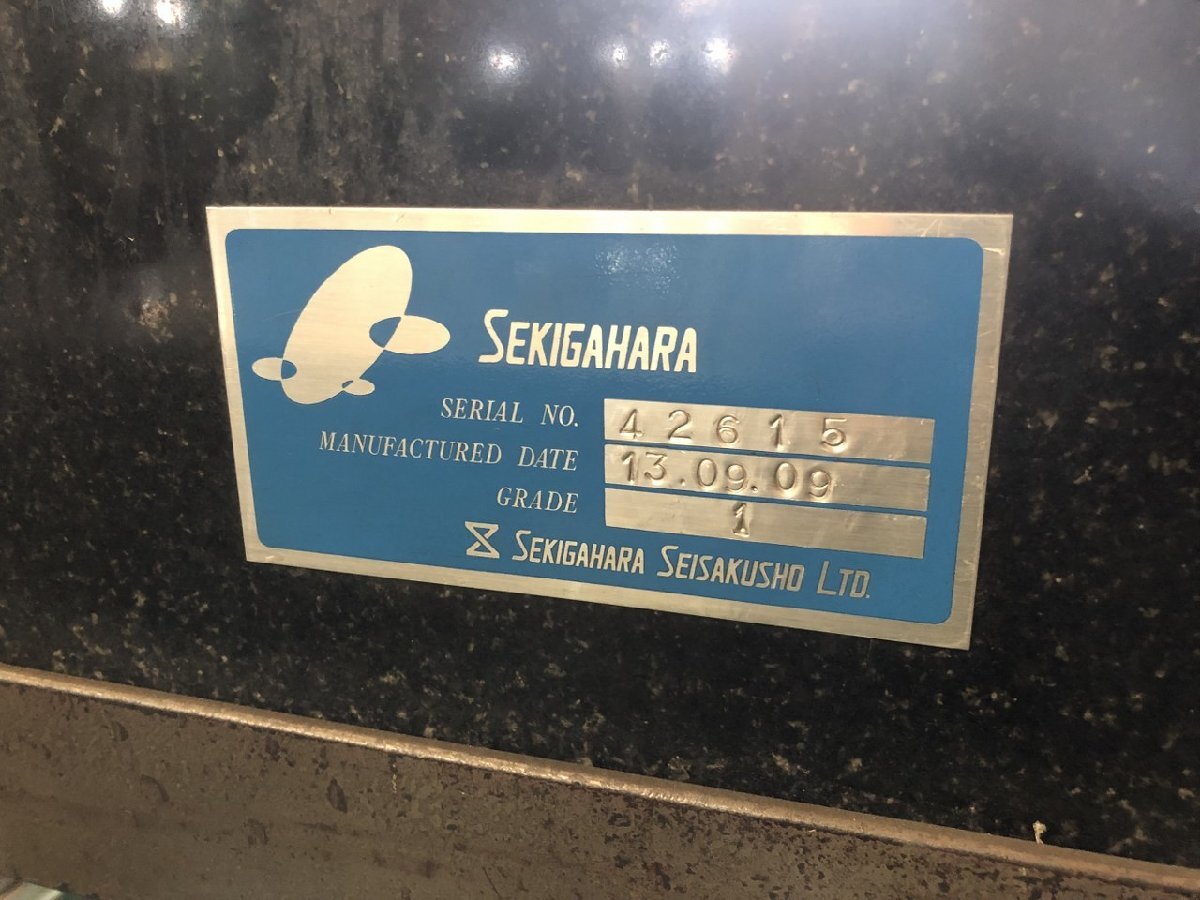 SEKIGAHARA
SERIAL NO. 42615
MANUFACTURED DATE 13.09.09
GRADE 1
SEKIGAHARA SEISAKUSHO LTD.